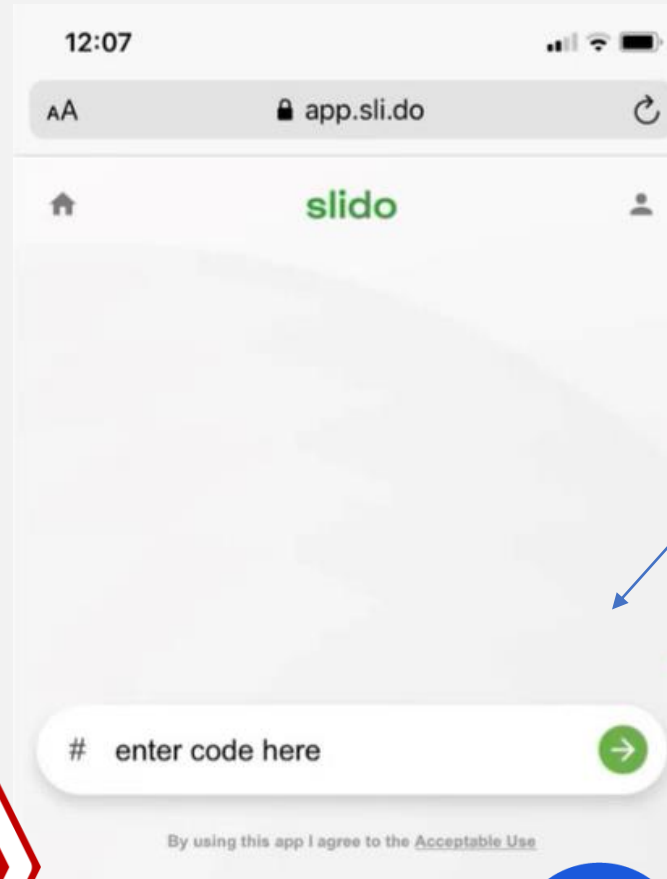 12:07
AA app.sli.do
slido
# enter code here
By using this app I agree to the Acceptable Use